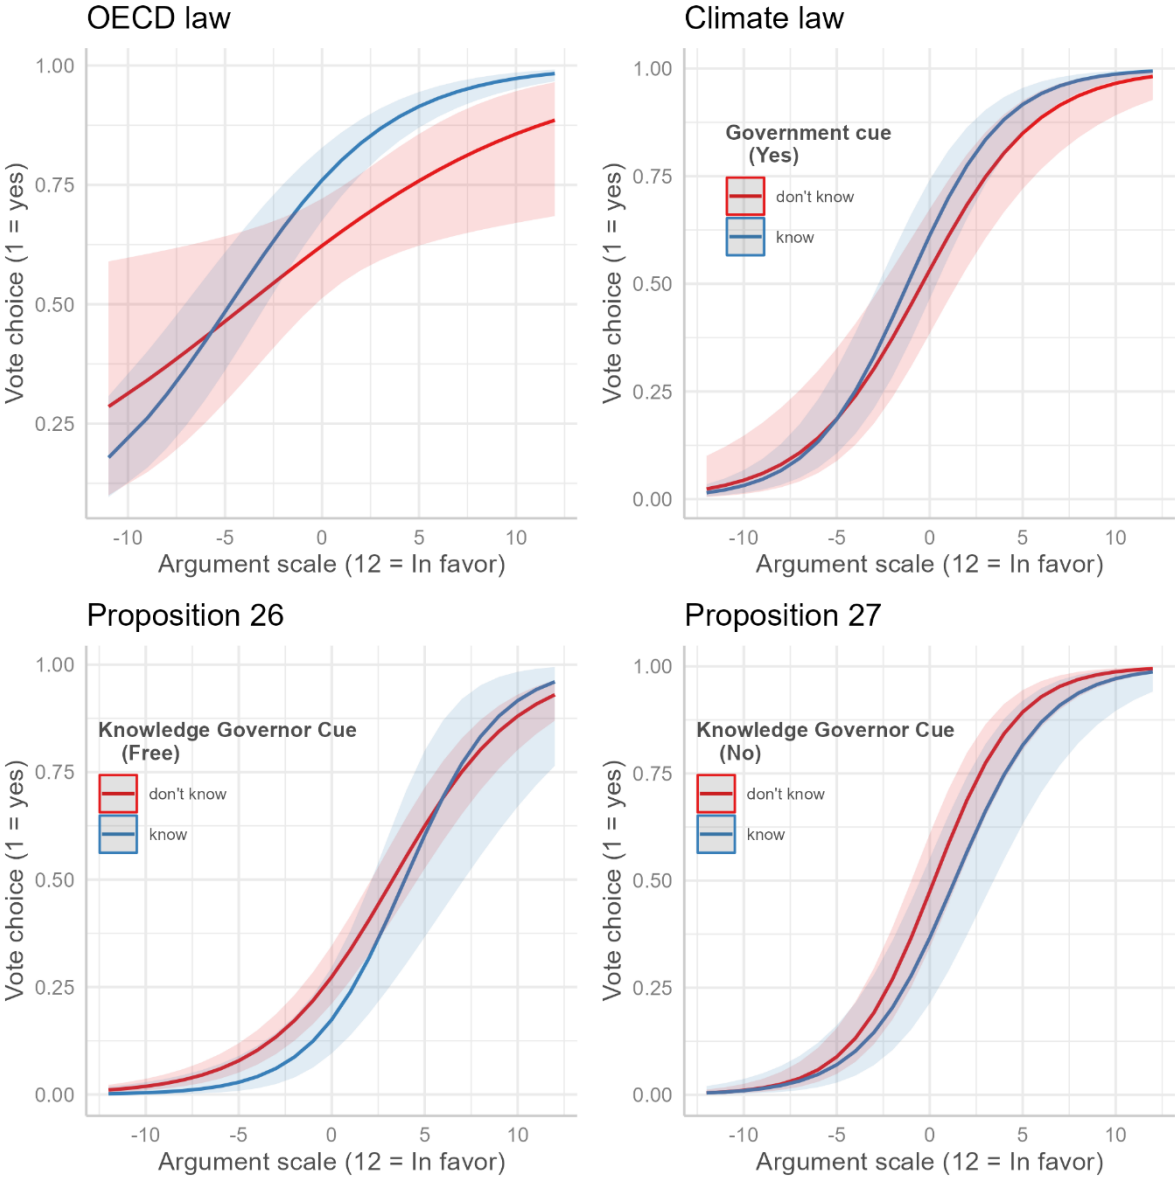 OECD law
Vote choice (1 = yes)
1.00
0.75
0.50
0.25
-10 -5 0 5 10
Argument scale (12 = In favor)
Climate law
Vote choice (1 = yes)
1.00
0.75
0.50
0.25
0.00
Government cue
(Yes)
don't know
know
-10 -5 0 5 10
Argument scale (12 = In favor)
Proposition 26
Vote choice (1 = yes)
1.00
0.75
0.50
0.25
0.00
Knowledge Governor Cue
(Free)
don't know
know
-10 -5 0 5 10
Argument scale (12 = In favor)
Proposition 27
Vote choice (1 = yes)
1.00
0.75
0.50
0.25
0.00
Knowledge Governor Cue
(No)
don't know
know
-10 -5 0 5 10
Argument scale (12 = In favor)